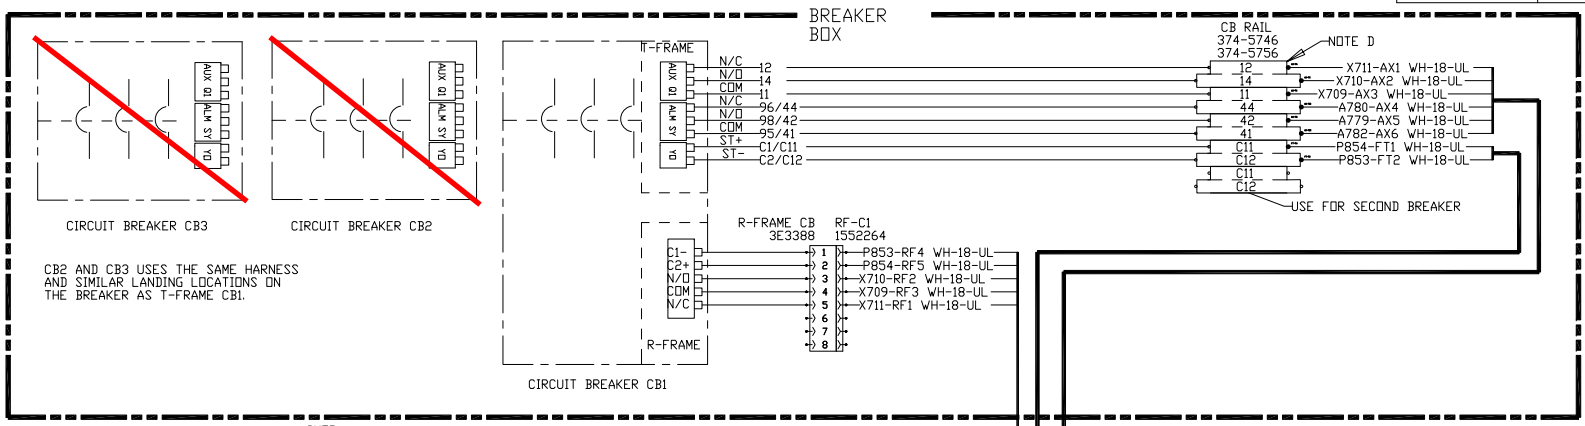 BREAKER
BOX
CB RAIL
374-5746
374-5756
NOTE D
T-FRAME
AUX Q1
ALM SY
YO
AUX Q1
ALM SY
YO
AUX Q1
ALM SY
YO
N/C 12 12 X711-AX1 WH-18-UL
N/O 14 14 X710-AX2 WH-18-UL
COM 11 11 X709-AX3 WH-18-UL
N/C 96/44 44 A780-AX4 WH-18-UL
N/O 98/42 42 A779-AX5 WH-18-UL
COM 95/41 41 A782-AX6 WH-18-UL
ST+ C1/C11 C11 P854-FT1 WH-18-UL
ST- C2/C12 C12 P853-FT2 WH-18-UL
C11
C12
USE FOR SECOND BREAKER
CIRCUIT BREAKER CB3
CIRCUIT BREAKER CB2
R-FRAME CB RF-C1
3E3388 1552264
C1- 1 P853-RF4 WH-18-UL
C2+ 2 P854-RF5 WH-18-UL
N/O 3 X710-RF2 WH-18-UL
COM 4 X709-RF3 WH-18-UL
N/C 5 X711-RF1 WH-18-UL
6
7
8
CB2 AND CB3 USES THE SAME HARNESS
AND SIMILAR LANDING LOCATIONS ON
THE BREAKER AS T-FRAME CB1.
R-FRAME
CIRCUIT BREAKER CB1